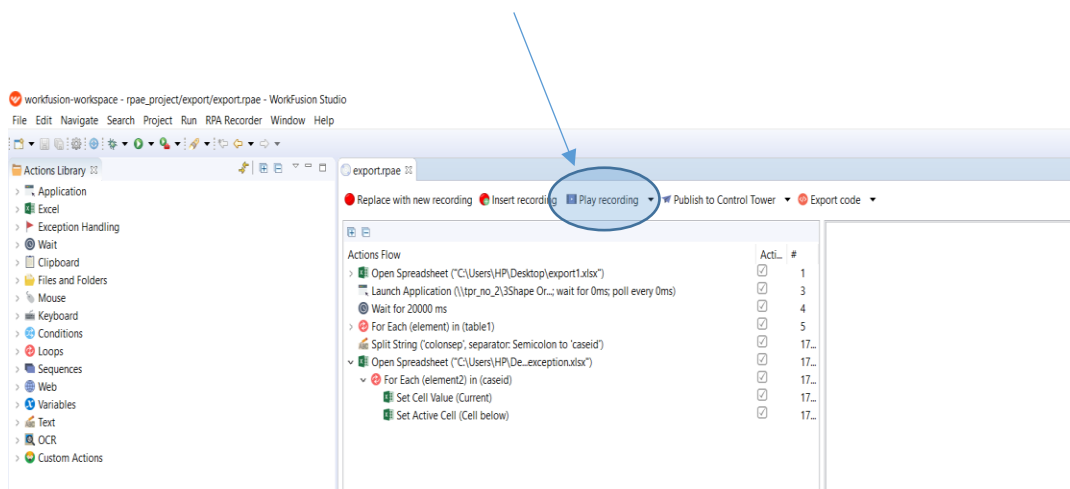 workfusion-workspace - rpae_project/export/export.rpae - WorkFusion Studio
File Edit Navigate Search Project Run RPA Recorder Window Help
Actions Library
export.rpae
Replace with new recording Insert recording Play recording Publish to Control Tower Export code
Application
Excel
Exception Handling
Wait
Clipboard
Files and Folders
Mouse
Keyboard
Conditions
Loops
Sequences
Web
Variables
Text
OCR
Custom Actions
Actions Flow Acti... #
Open Spreadsheet ("C:\Users\HP\Desktop\export1.xlsx") 1
Launch Application (\\tpr_no_2\3Shape Or...; wait for 0ms; poll every 0ms) 3
Wait for 20000 ms 4
For Each (element) in (table1) 5
Split String ('colonsep', separator: Semicolon to 'caseid') 17...
Open Spreadsheet ("C:\Users\HP\De...exception.xlsx") 17...
For Each (element2) in (caseid) 17...
Set Cell Value (Current) 17...
Set Active Cell (Cell below) 17...